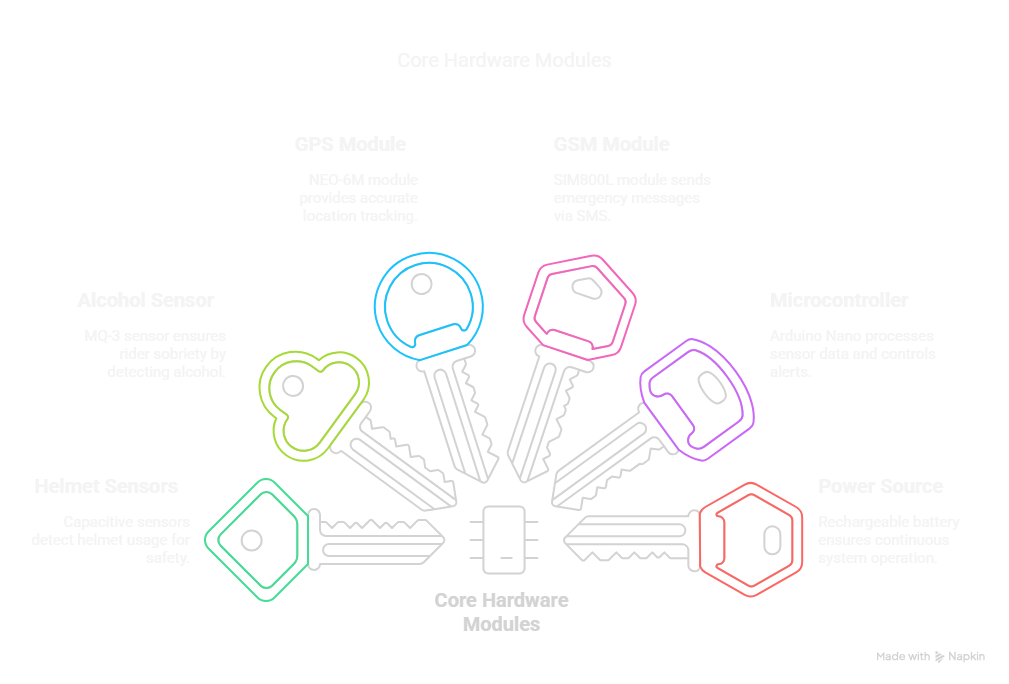 Core Hardware Modules
GPS Module
NEO-6M module
provides accurate
location tracking.
GSM Module
SIM800L module sends
emergency messages
via SMS.
Alcohol Sensor
MQ-3 sensor ensures
rider sobriety by
detecting alcohol.
Microcontroller
Arduino Nano processes
sensor data and controls
alerts.
Helmet Sensors
Capacitive sensors
detect helmet usage for
safety.
Power Source
Rechargeable battery
ensures continuous
system operation.
Core Hardware
Modules
Made with Napkin